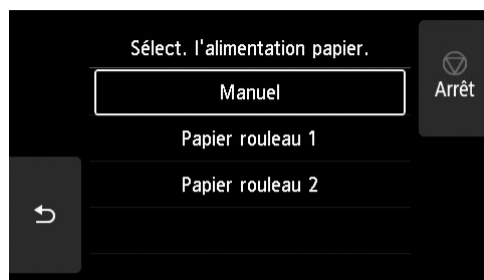 Sélect. l'alimentation papier.
Manuel
Arrêt
Papier rouleau 1
Papier rouleau 2